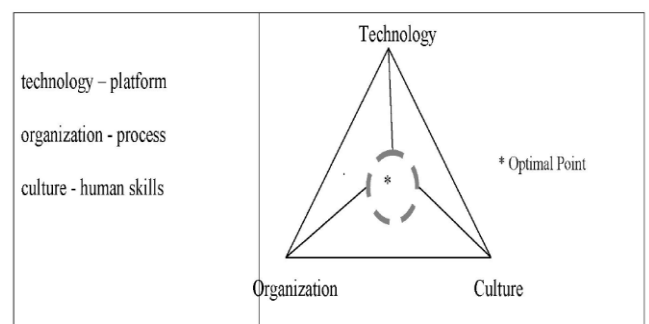 Technology
technology – platform
organization - process
* Optimal Point
culture - human skills
*
Organization
Culture